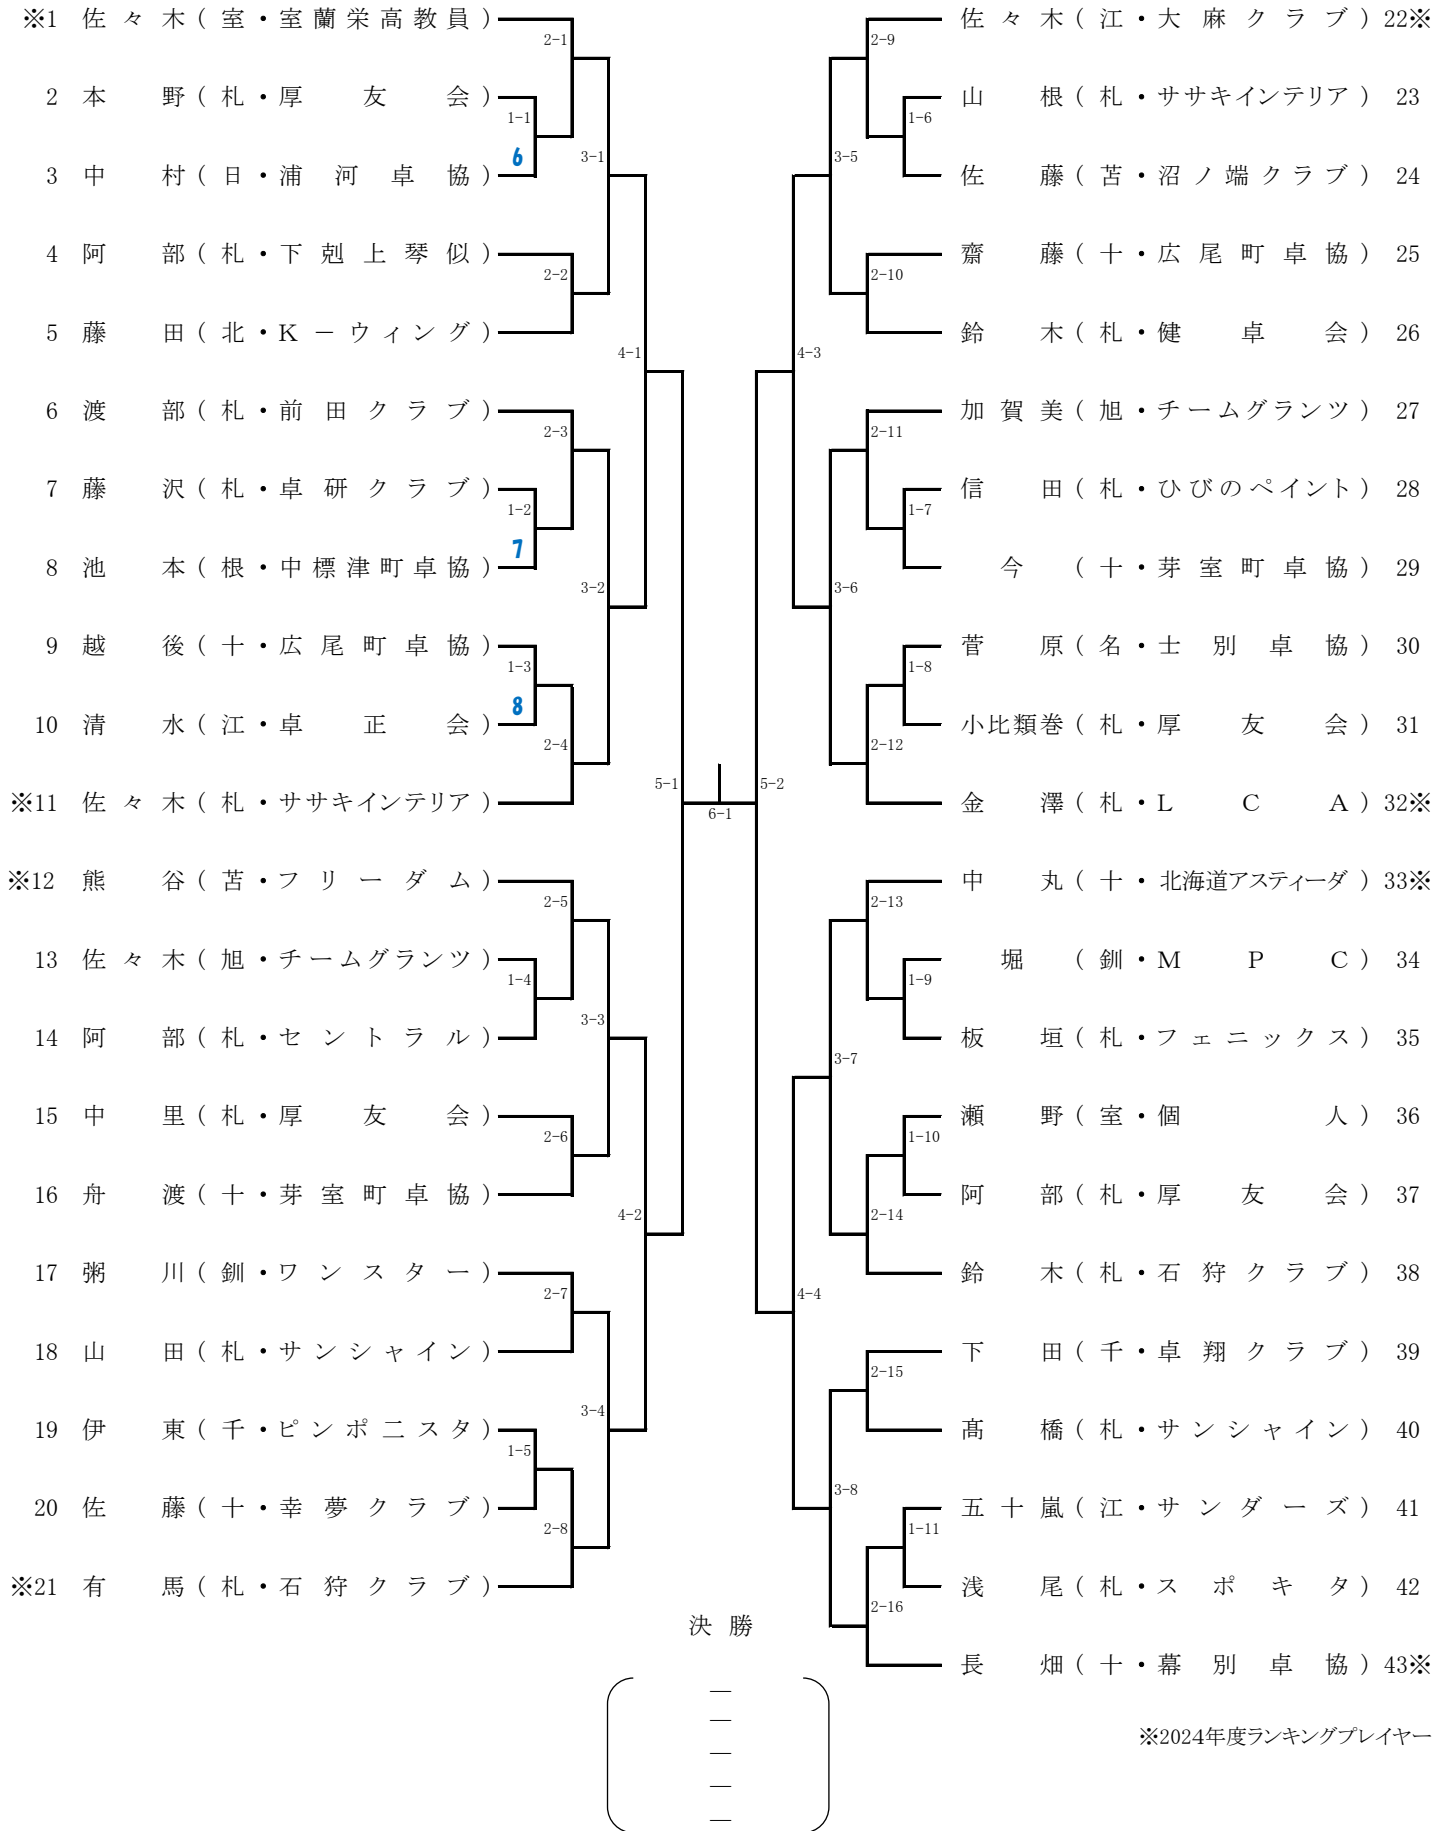 ※1 佐々木（室・室蘭栄高教員）
2-1
2 本野（札・厚友会）
1-1
6
3 中村（日・浦河卓協）
3-1
4 阿部（札・下剋上琴似）
2-2
5 藤田（北・K－ウィング）
4-1
6 渡部（札・前田クラブ）
2-3
7 藤沢（札・卓研クラブ）
1-2
7
8 池本（根・中標津町卓協）
3-2
9 越後（十・広尾町卓協）
1-3
8
10 清水（江・卓正会）
2-4
※11 佐々木（札・ササキインテリア）
5-1
※12 熊谷（苫・フリーダム）
2-5
13 佐々木（旭・チームグランツ）
1-4
14 阿部（札・セントラル）
3-3
15 中里（札・厚友会）
2-6
16 舟渡（十・芽室町卓協）
4-2
17 粥川（釧・ワンスター）
2-7
18 山田（札・サンシャイン）
3-4
19 伊東（千・ピンポニスタ）
1-5
20 佐藤（十・幸夢クラブ）
2-8
※21 有馬（札・石狩クラブ）
6-1
佐々木（江・大麻クラブ）22※
2-9
山根（札・ササキインテリア）23
1-6
佐藤（苫・沼ノ端クラブ）24
3-5
齋藤（十・広尾町卓協）25
2-10
鈴木（札・健卓会）26
4-3
加賀美（旭・チームグランツ）27
2-11
信田（札・ひびのペイント）28
1-7
今（十・芽室町卓協）29
3-6
菅原（名・士別卓協）30
1-8
小比類巻（札・厚友会）31
2-12
金澤（札・LCA）32※
5-2
中丸（十・北海道アスティーダ）33※
2-13
堀（釧・MPC）34
1-9
板垣（札・フェニックス）35
3-7
瀬野（室・個人）36
1-10
阿部（札・厚友会）37
2-14
鈴木（札・石狩クラブ）38
4-4
下田（千・卓翔クラブ）39
2-15
髙橋（札・サンシャイン）40
3-8
五十嵐（江・サンダーズ）41
1-11
浅尾（札・スポキタ）42
2-16
長畑（十・幕別卓協）43※
決勝
―
―
―
―
―
※2024年度ランキングプレイヤー